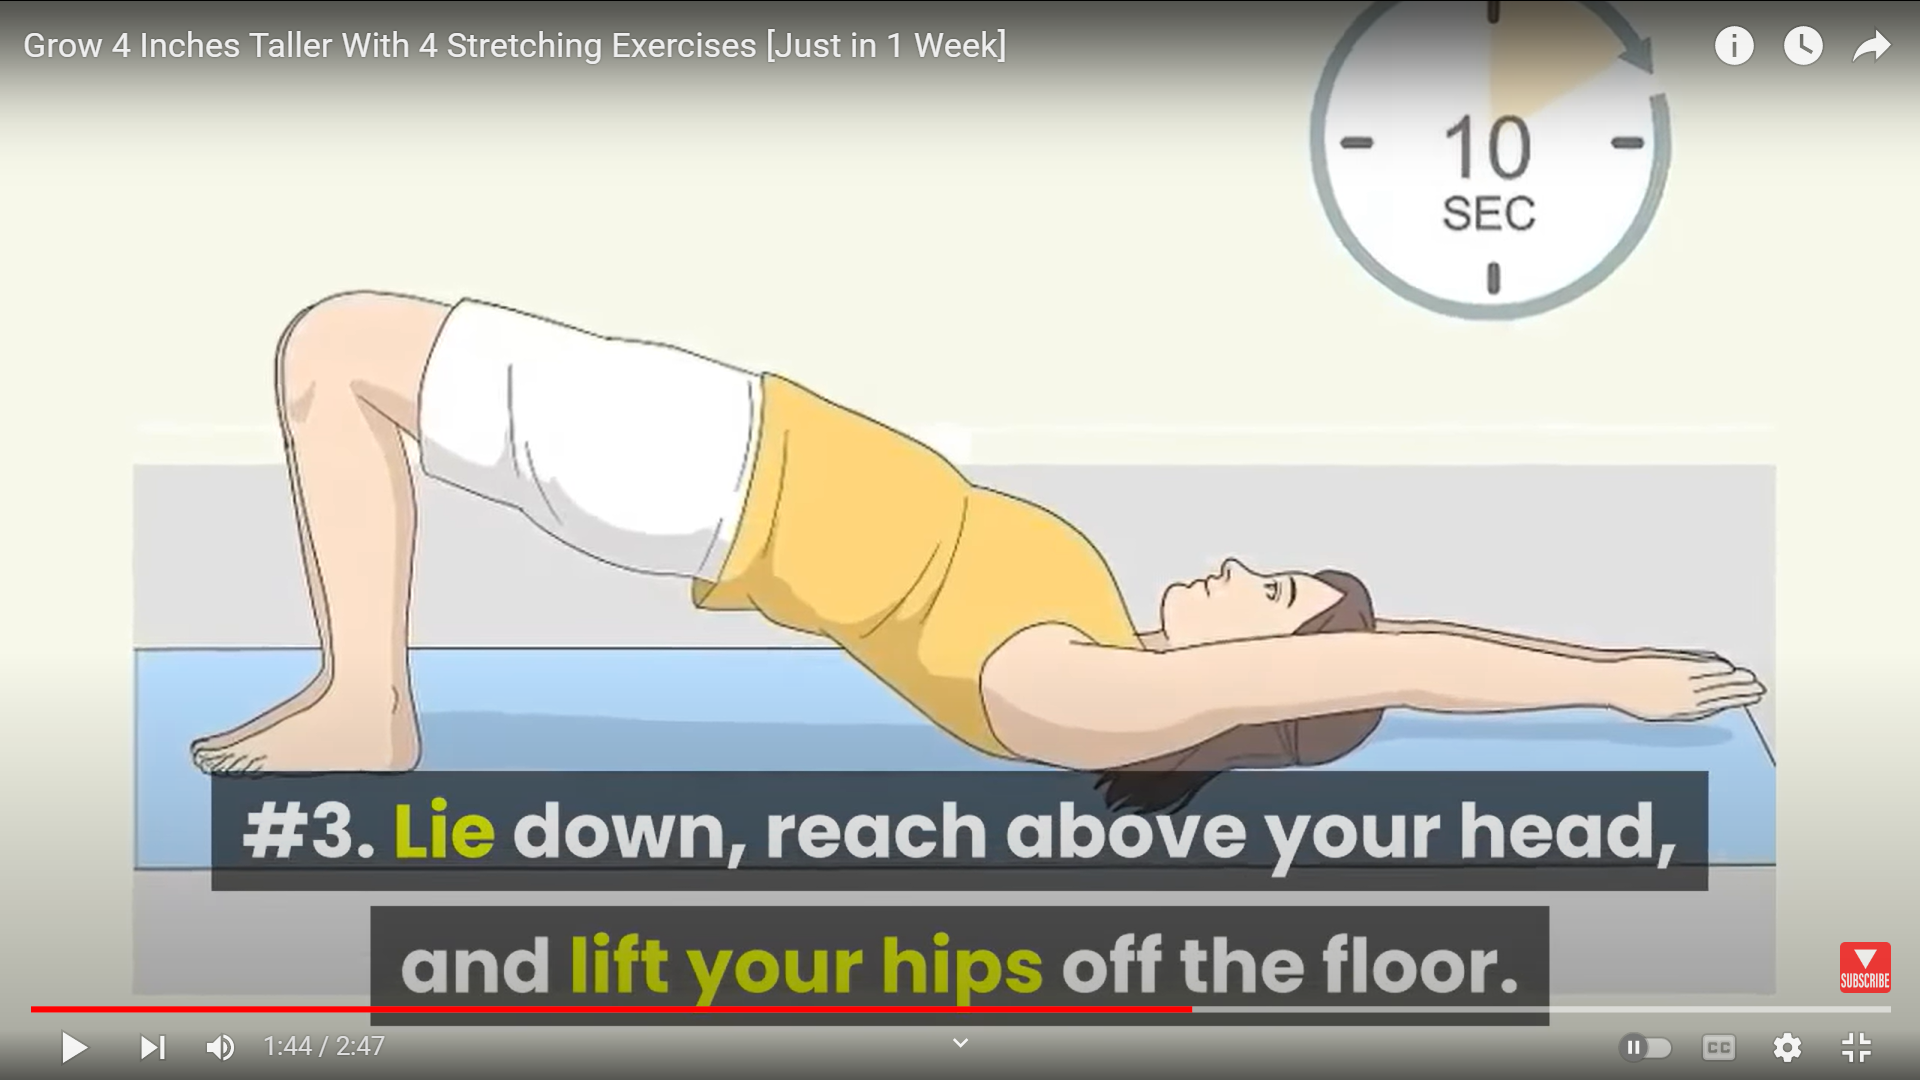 Grow 4 Inches Taller With 4 Stretching Exercises [Just in 1 Week]
10
SEC
#3. Lie down, reach above your head,
and lift your hips off the floor.
SUBSCRIBE
1:44 / 2:47
CC